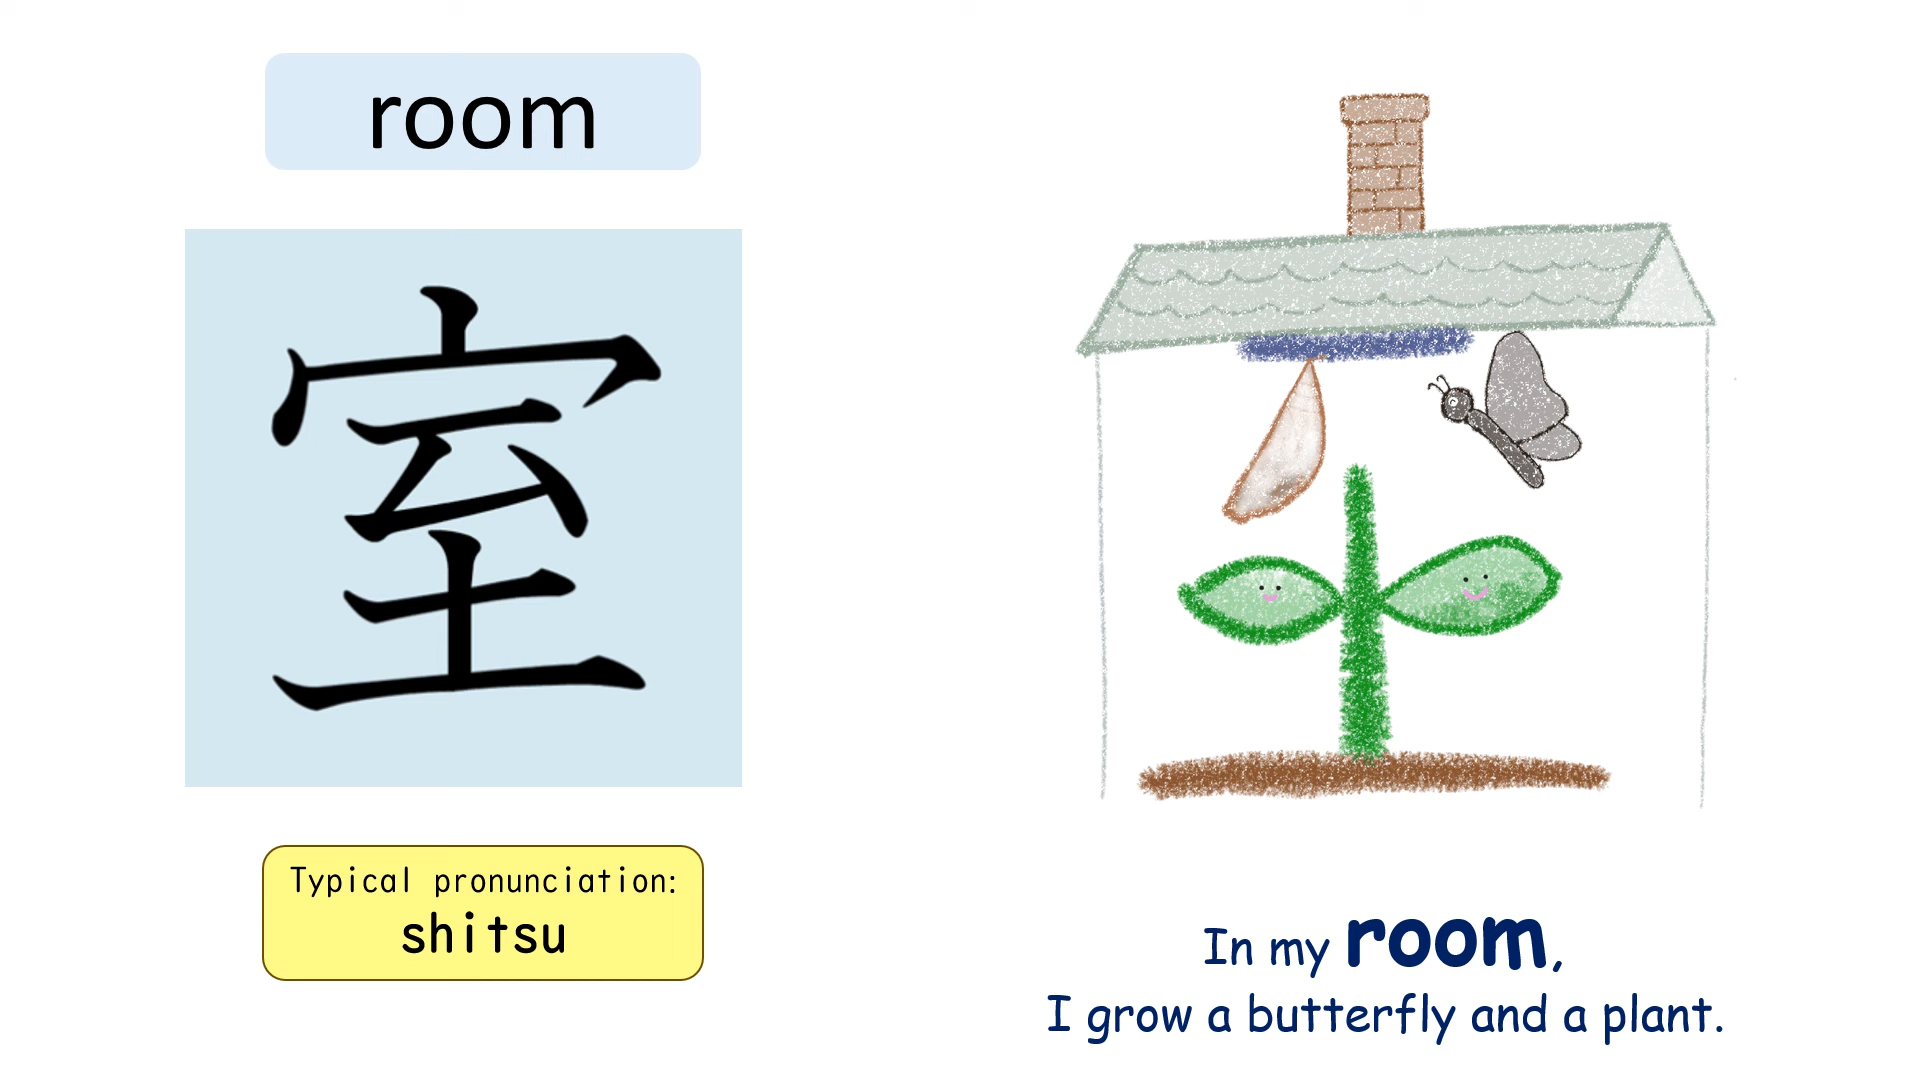 room
室
Typical pronunciation:
shitsu
In my room,
I grow a butterfly and a plant.